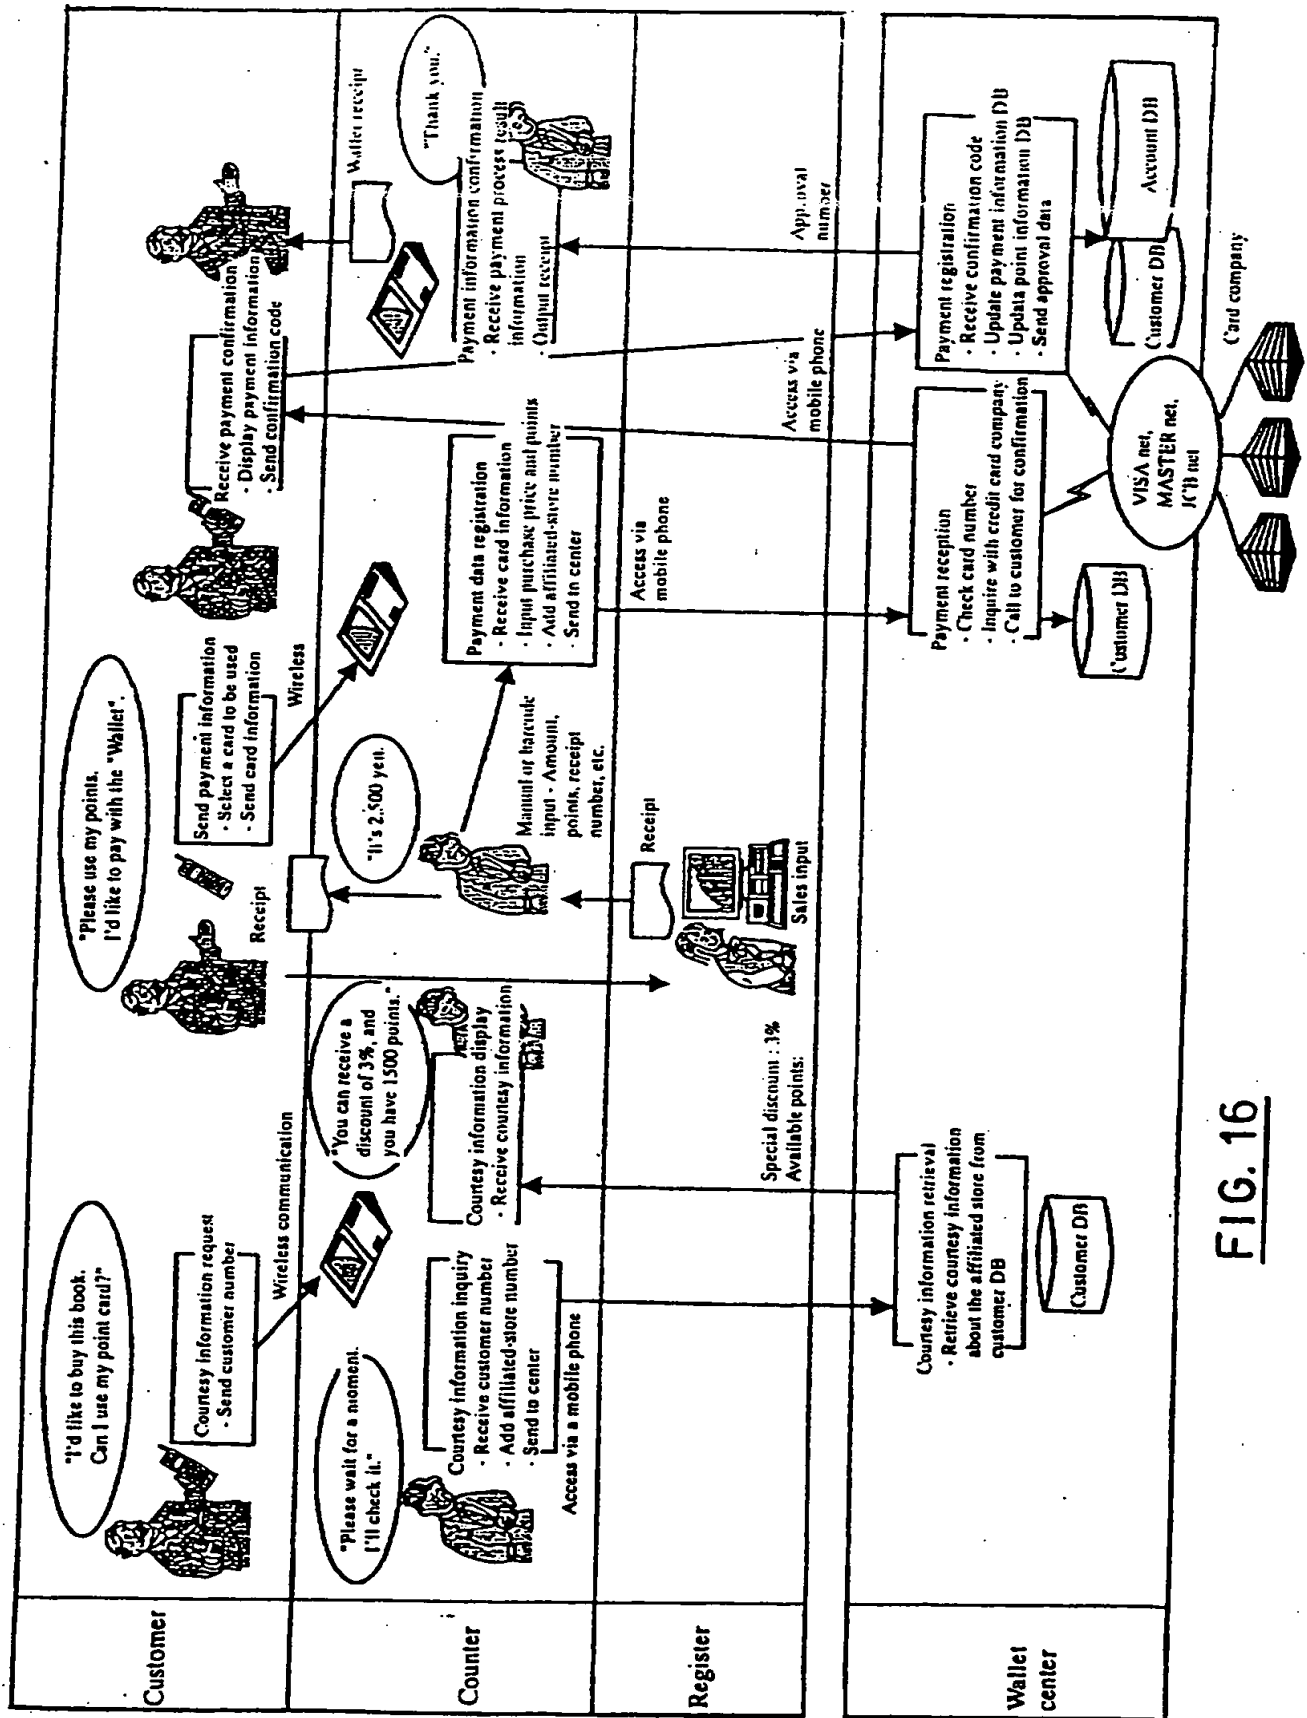 Customer
"I'd like to buy this book.
Can I use my point card?"
Courtesy information request
· Send customer number
Wireless communication
"Please use my points.
I'd like to pay with the "Wallet".
Receipt
Send payment information
· Select a card to be used
· Send card information
Wireless
Receive payment confirmation
· Display payment information
· Send confirmation code
Counter
"Please wait for a moment.
I'll check it."
Courtesy information inquiry
· Receive customer number
· Add affiliated-store number
· Send to center
Access via a mobile phone
"You can receive a
discount of 3%, and
you have 1500 points."
Courtesy information display
· Receive courtesy information
"It's 2,500 yen.
Manual or barcode
input - Amount,
points, receipt
number, etc.
Payment data registration
· Receive card information
· Input purchase price and points
· Add affiliated-store number
· Send to center
Wallet receipt
"Thank you."
Payment information confirmation
· Receive payment process result
information
· Output receipt
Register
Special discount : 3%
Available points:
Receipt
Sales input
Access via
mobile phone
Access via
mobile phone
Approval
number
Wallet
center
Courtesy information retrieval
· Retrieve courtesy information
about the affiliated store from
customer DB
Customer DB
Payment reception
· Check card number
· Inquire with credit card company
· Call to customer for confirmation
Customer DB
Payment registration
· Receive confirmation code
· Update payment information DB
· Updata point information DB
· Send approval data
Customer DB
Account DB
VISA net,
MASTER net,
JCB net
Card company
FIG. 16